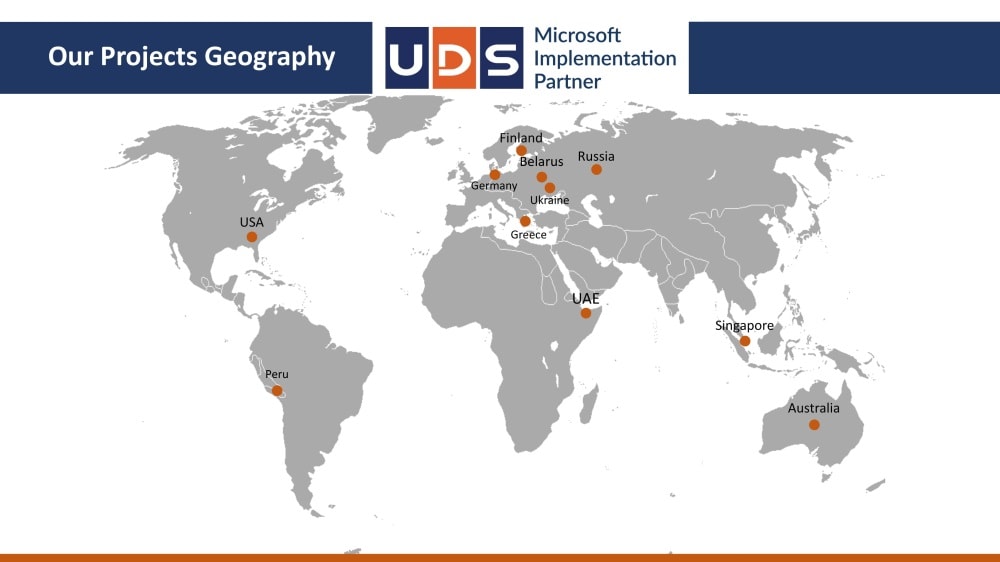 Our Projects Geography
UDS
Microsoft
Implementation
Partner
Finland
Belarus
Russia
Germany
Ukraine
USA
Greece
UAE
Singapore
Peru
Australia